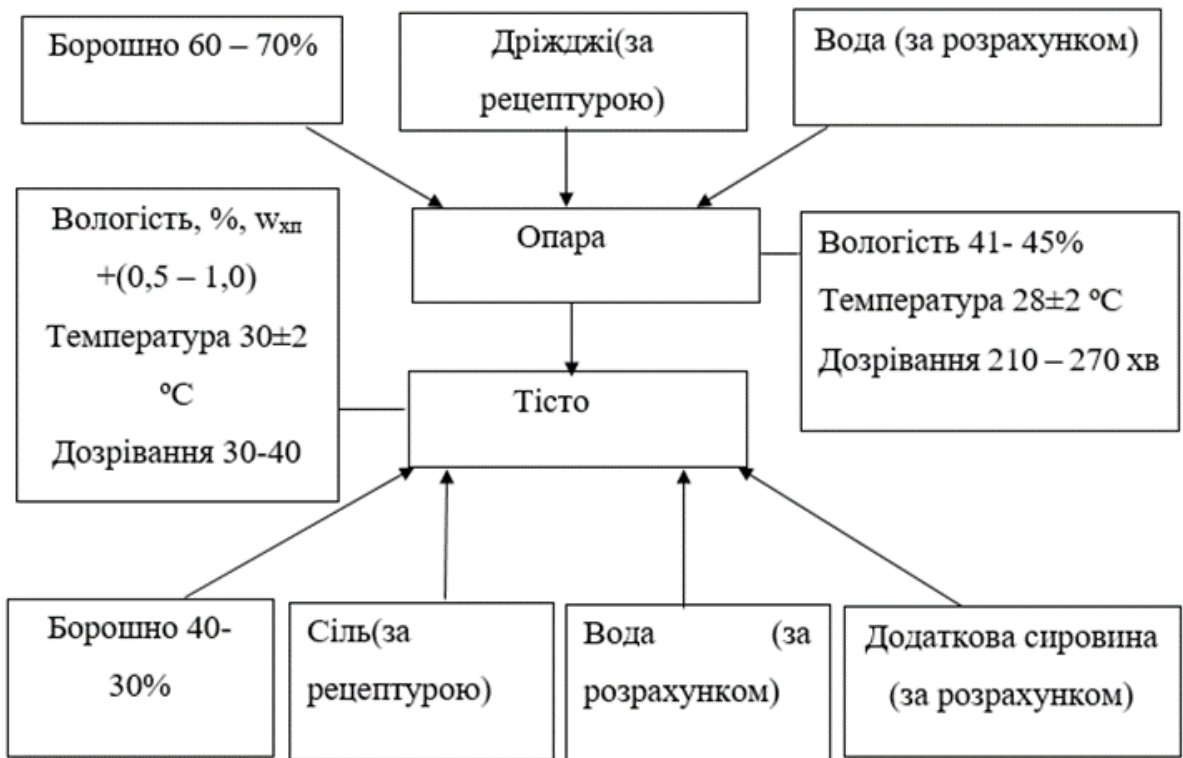 Борошно 60 – 70%
Дріжджі(за
рецептурою)
Вода (за розрахунком)
Вологість, %, wхп
+(0,5 – 1,0)
Температура 30±2
ºС
Дозрівання 30-40
Опара
Вологість 41- 45%
Температура 28±2 ºС
Дозрівання 210 – 270 хв
Тісто
Борошно 40-
30%
Сіль(за
рецептурою)
Вода (за
розрахунком)
Додаткова сировина
(за розрахунком)